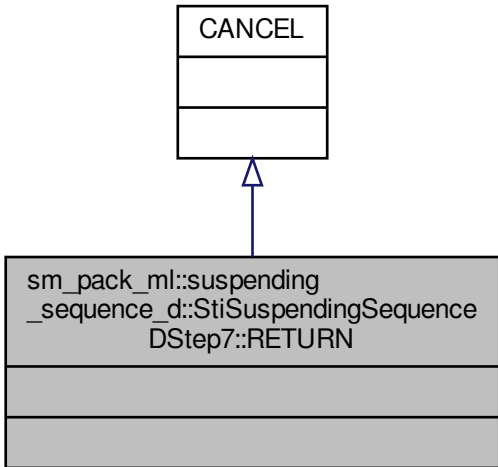 CANCEL
sm_pack_ml::suspending
_sequence_d::StiSuspendingSequence
DStep7::RETURN